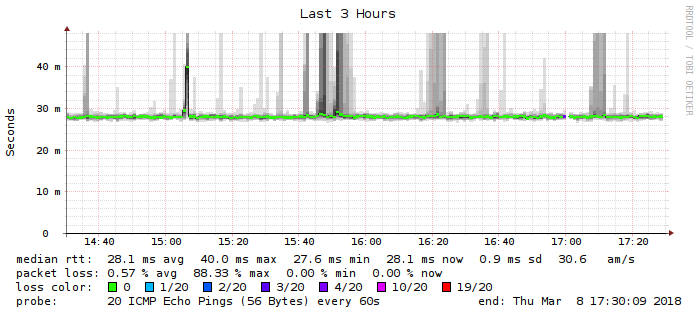 Last 3 Hours
RRDTOOL / TOBI OETIKER
Seconds
40 m
30 m
20 m
10 m
0
14:40 15:00 15:20 15:40 16:00 16:20 16:40 17:00 17:20
median rtt: 28.1 ms avg 40.0 ms max 27.6 ms min 28.1 ms now 0.9 ms sd 30.6 am/s
packet loss: 0.57 % avg 88.33 % max 0.00 % min 0.00 % now
loss color: 0 1/20 2/20 3/20 4/20 10/20 19/20
probe: 20 ICMP Echo Pings (56 Bytes) every 60s end: Thu Mar 8 17:30:09 2018